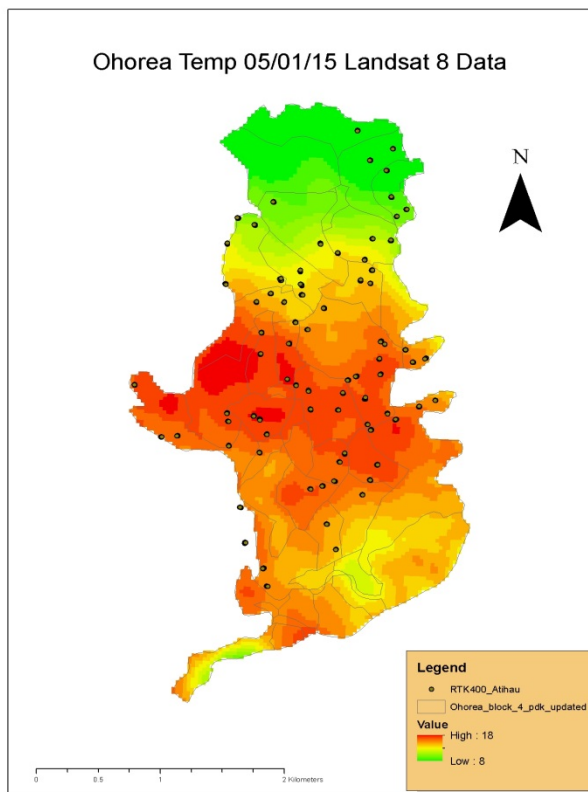 Ohorea Temp 05/01/15 Landsat 8 Data
N
Legend
RTK400_Atihau
Ohorea_block_4_pdk_updated
Value
High : 18
Low : 8
0 0.5 1 2 Kilometers